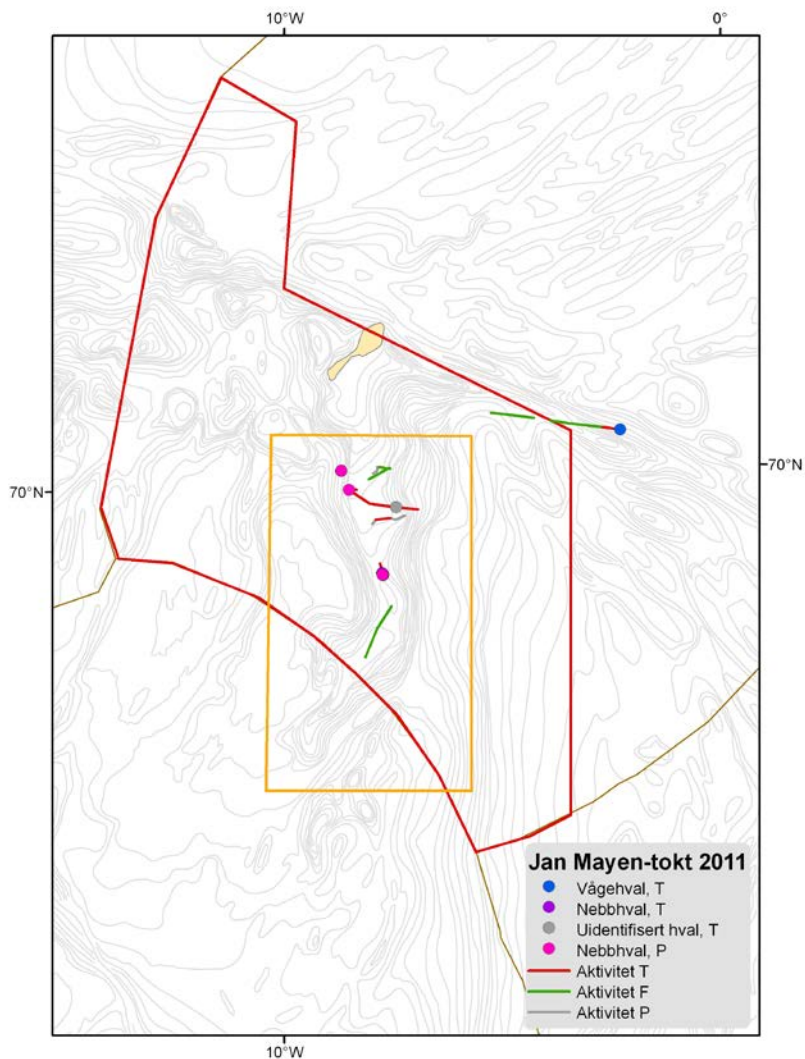 10°W
0°
70°N
70°N
Jan Mayen-tokt 2011
Vågehval, T
Nebbhval, T
Uidentifisert hval, T
Nebbhval, P
Aktivitet T
Aktivitet F
Aktivitet P
10°W